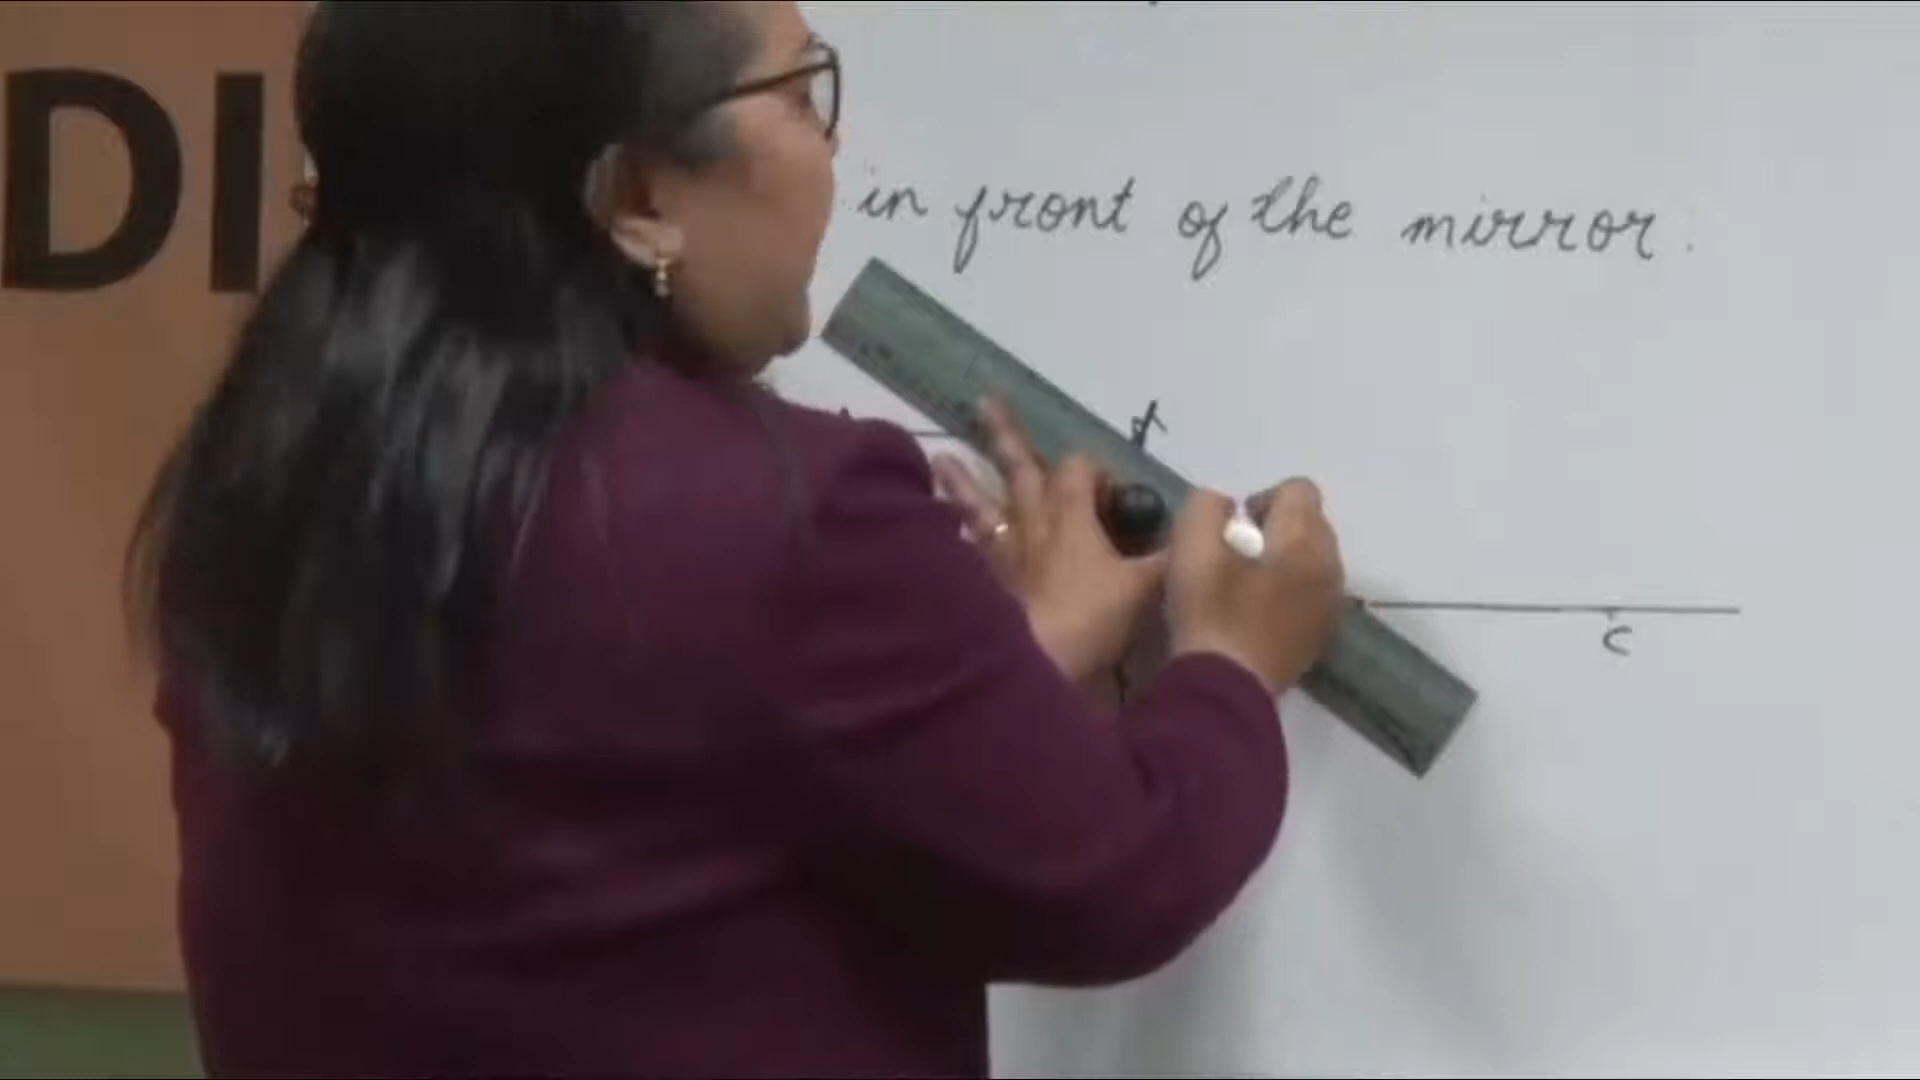 DI
in front of the mirror.
C